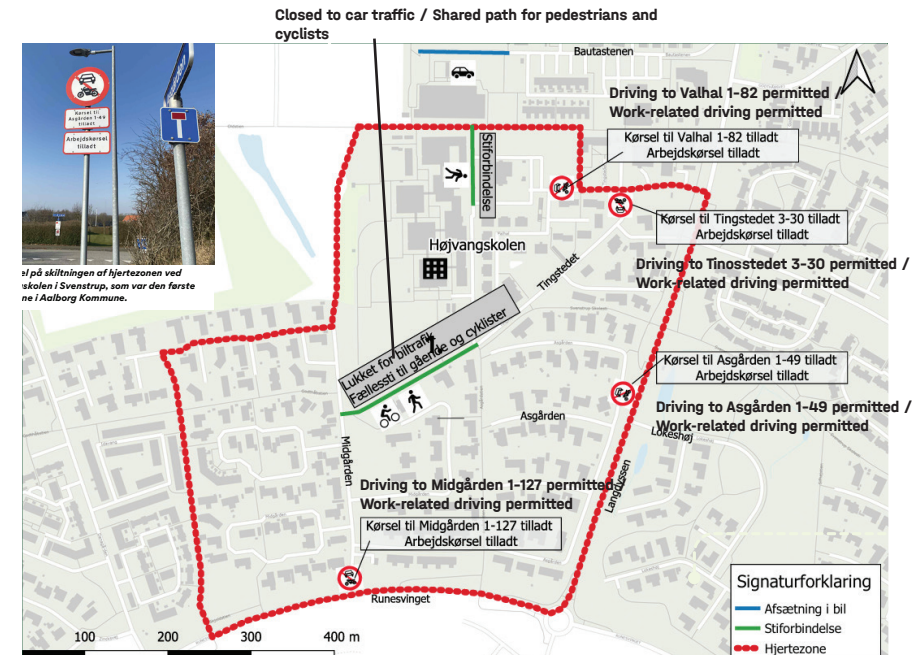 Closed to car traffic / Shared path for pedestrians and
cyclists
Bautastenen
Kørsel til
Asgården 1-49
tilladt
Arbejdskørsel
tilladt
Driving to Valhal 1-82 permitted /
Work-related driving permitted
Kørsel til Valhal 1-82 tilladt
Arbejdskørsel tilladt
Stiforbindelse
Kørsel til Tingstedet 3-30 tilladt
Arbejdskørsel tilladt
Højvangskolen
Tingstedet
Driving to Tinosstedet 3-30 permitted /
Work-related driving permitted
el på skiltningen af hjertezonen ved
skolen i Svenstrup, som var den første
ne i Aalborg Kommune.
Lukket for biltrafik
Fællessti til gående og cyklister
Kørsel til Asgården 1-49 tilladt
Arbejdskørsel tilladt
Driving to Asgården 1-49 permitted /
Work-related driving permitted
Asgården
Lokeshøj
Midgården
Langdyssen
Driving to Midgården 1-127 permitted
Work-related driving permitted
Kørsel til Midgården 1-127 tilladt
Arbejdskørsel tilladt
Runesvinget
Signaturforklaring
Afsætning i bil
Stiforbindelse
Hjertezone
100 200 300 400 m